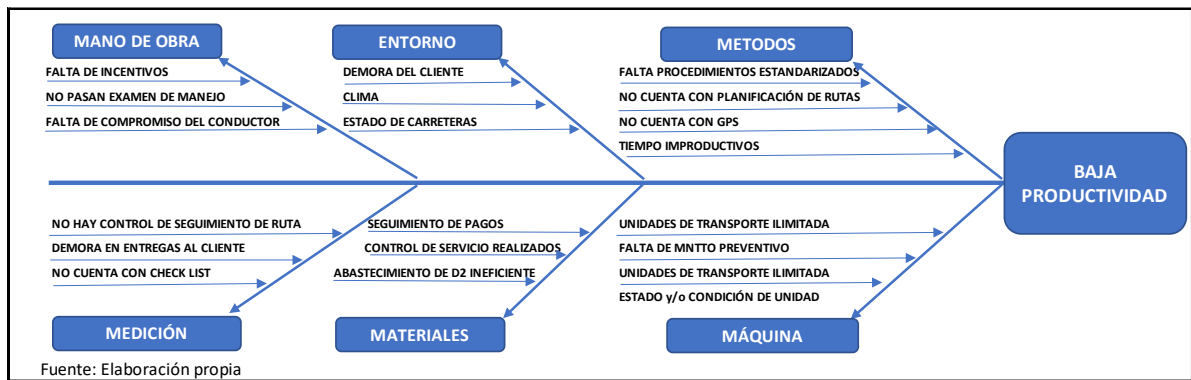 MANO DE OBRA
FALTA DE INCENTIVOS
NO PASAN EXAMEN DE MANEJO
FALTA DE COMPROMISO DEL CONDUCTOR
ENTORNO
DEMORA DEL CLIENTE
CLIMA
ESTADO DE CARRETERAS
METODOS
FALTA PROCEDIMIENTOS ESTANDARIZADOS
NO CUENTA CON PLANIFICACIÓN DE RUTAS
NO CUENTA CON GPS
TIEMPO IMPRODUCTIVOS
BAJA
PRODUCTIVIDAD
NO HAY CONTROL DE SEGUIMIENTO DE RUTA
DEMORA EN ENTREGAS AL CLIENTE
NO CUENTA CON CHECK LIST
MEDICIÓN
SEGUIMIENTO DE PAGOS
CONTROL DE SERVICIO REALIZADOS
ABASTECIMIENTO DE D2 INEFICIENTE
MATERIALES
UNIDADES DE TRANSPORTE ILIMITADA
FALTA DE MNTTO PREVENTIVO
UNIDADES DE TRANSPORTE ILIMITADA
ESTADO y/o CONDICIÓN DE UNIDAD
MÁQUINA
Fuente: Elaboración propia